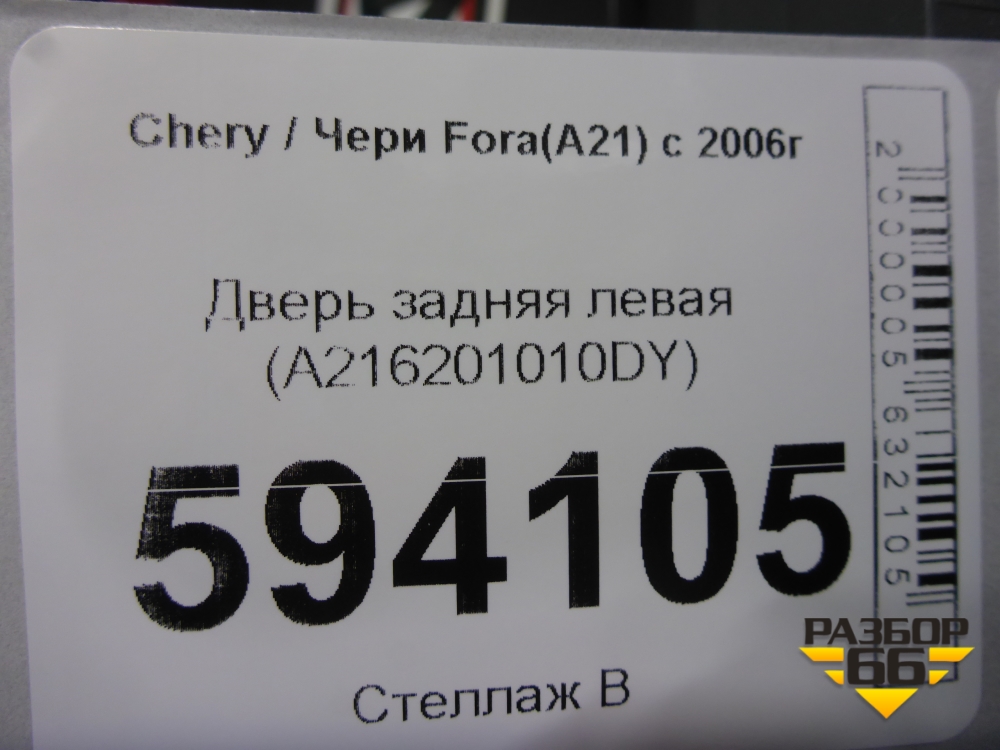 Chery / Чери Fora(A21) с 2006г
Дверь задняя левая
(A216201010DY)
594105
Стеллаж В
2000005632105
РАЗБОР
66